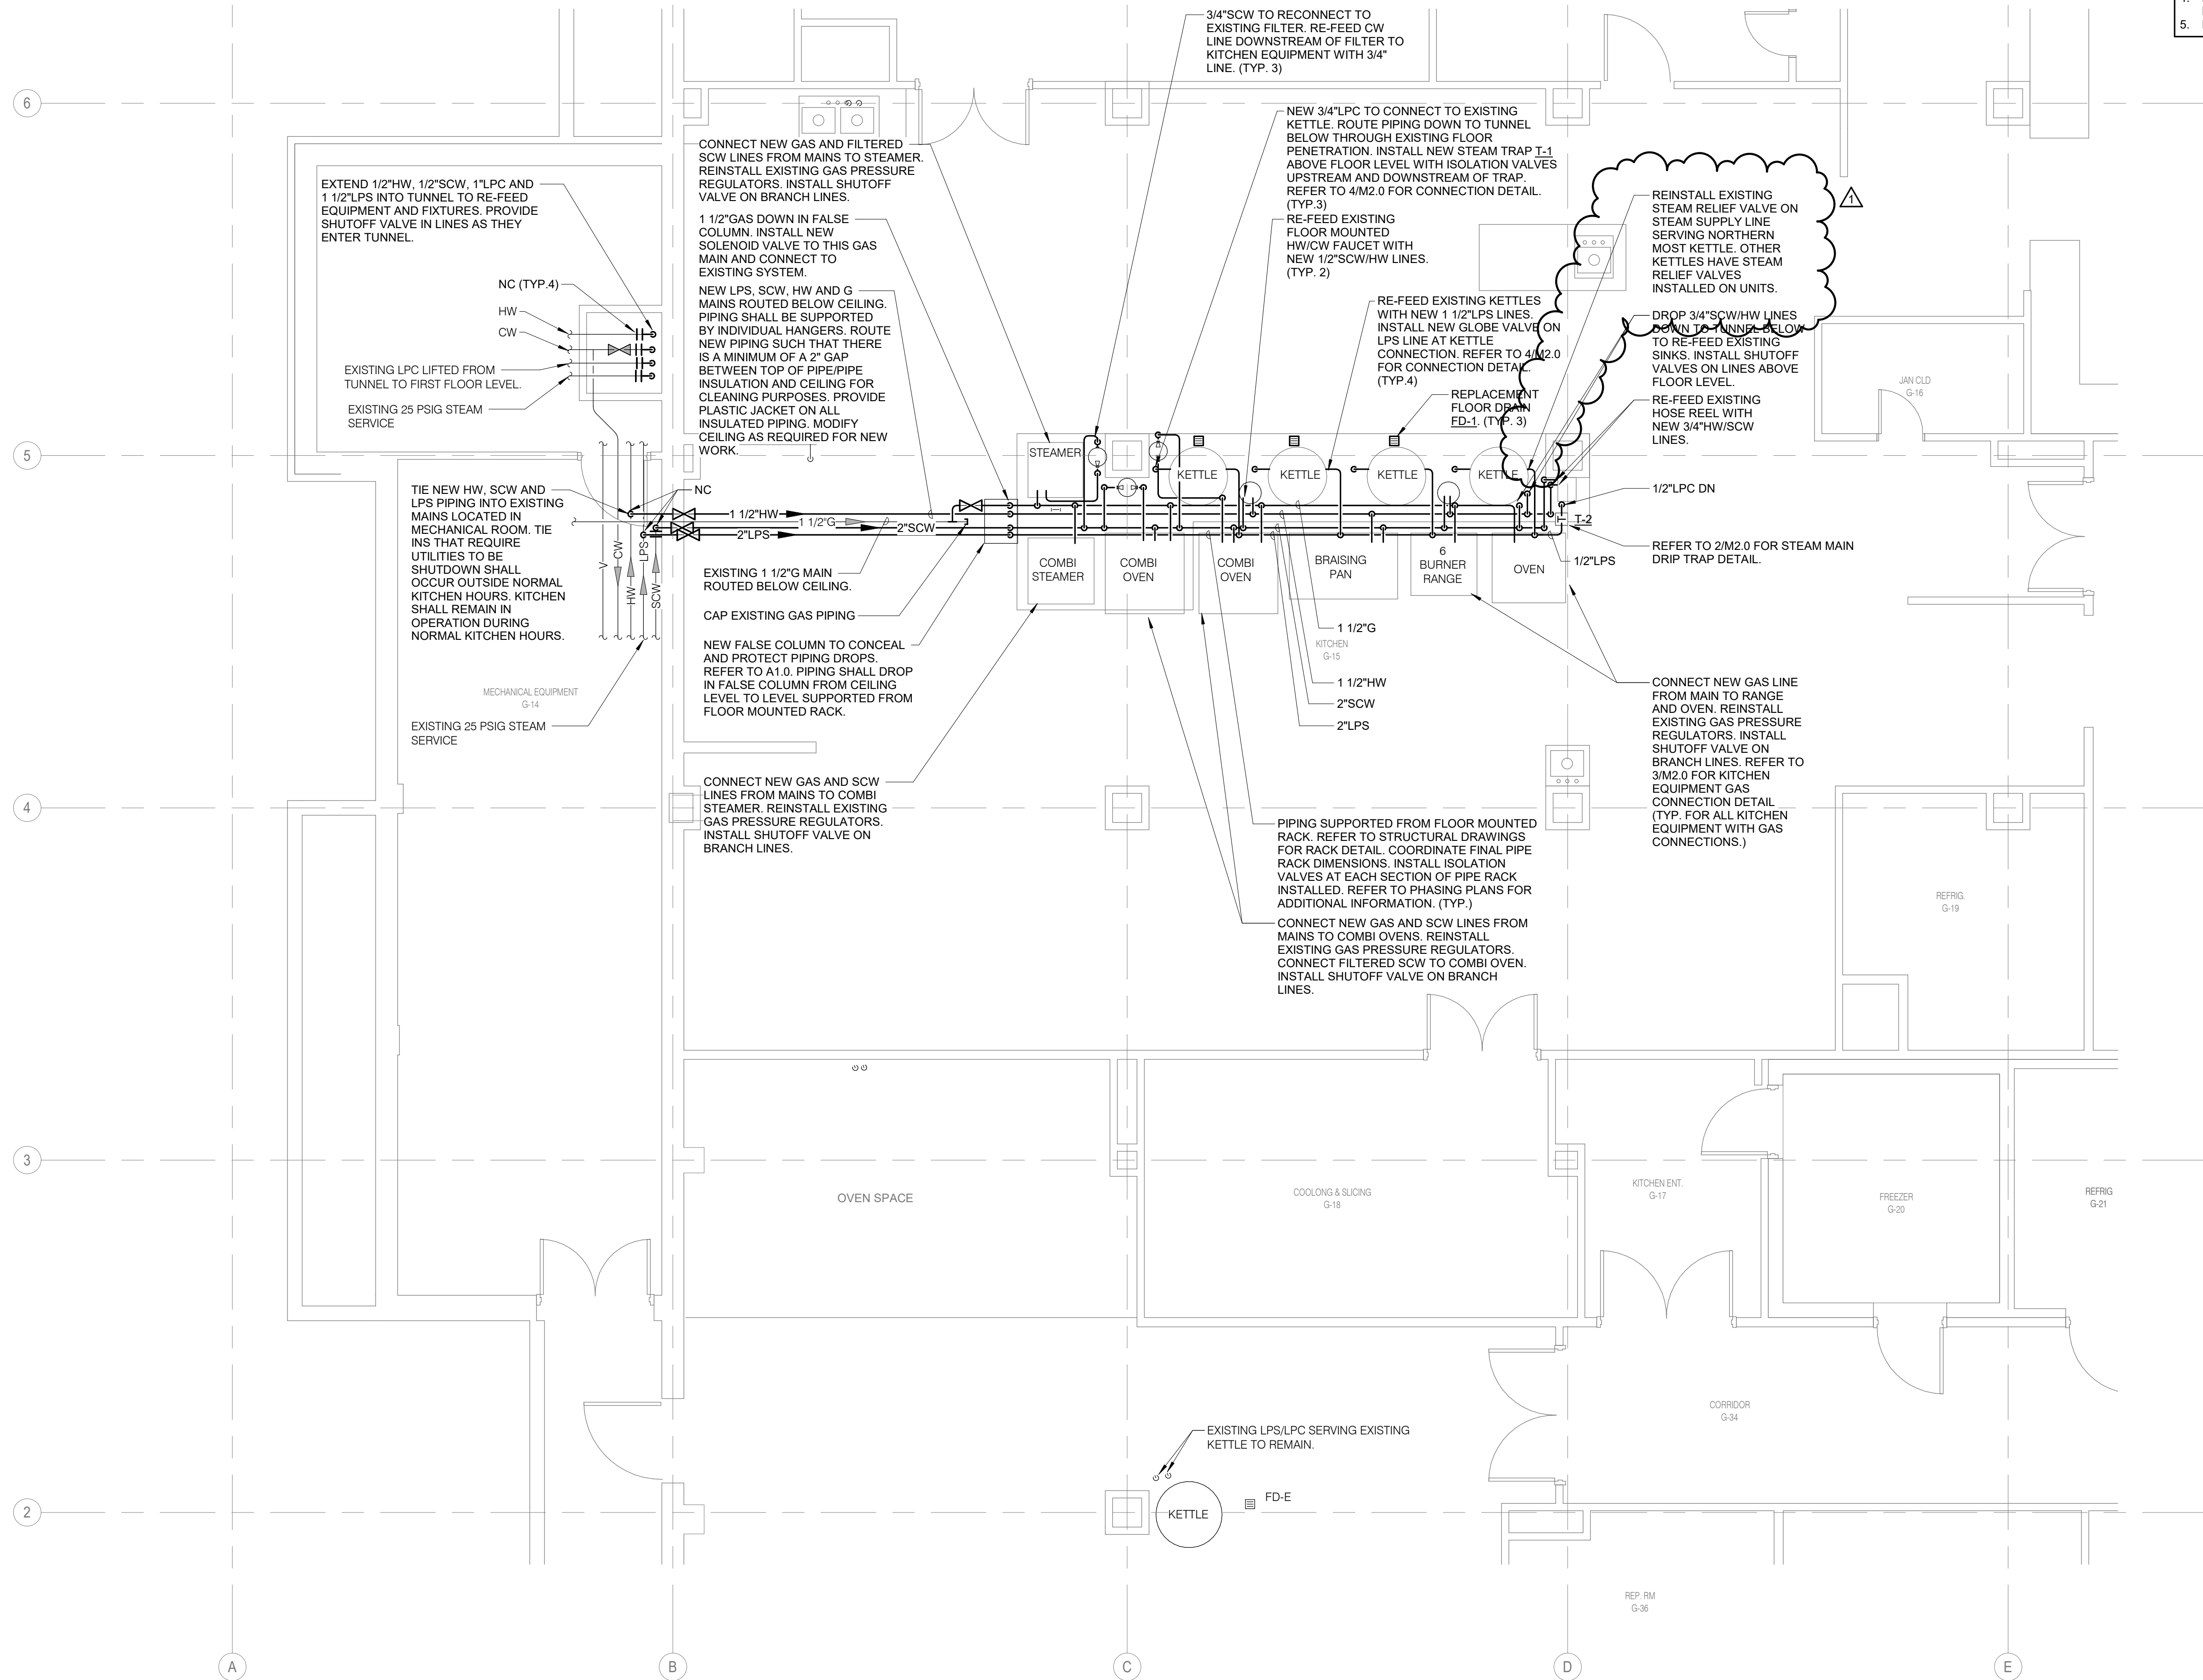 3/4"SCW TO RECONNECT TO
EXISTING FILTER. RE-FEED CW
LINE DOWNSTREAM OF FILTER TO
KITCHEN EQUIPMENT WITH 3/4"
LINE. (TYP. 3)
5.
6
NEW 3/4"LPC TO CONNECT TO EXISTING
KETTLE. ROUTE PIPING DOWN TO TUNNEL
BELOW THROUGH EXISTING FLOOR
PENETRATION. INSTALL NEW STEAM TRAP T-1
ABOVE FLOOR LEVEL WITH ISOLATION VALVES
UPSTREAM AND DOWNSTREAM OF TRAP.
REFER TO 4/M2.0 FOR CONNECTION DETAIL.
(TYP.3)
CONNECT NEW GAS AND FILTERED
SCW LINES FROM MAINS TO STEAMER.
REINSTALL EXISTING GAS PRESSURE
REGULATORS. INSTALL SHUTOFF
VALVE ON BRANCH LINES.
EXTEND 1/2"HW, 1/2"SCW, 1"LPC AND
1 1/2"LPS INTO TUNNEL TO RE-FEED
EQUIPMENT AND FIXTURES. PROVIDE
SHUTOFF VALVE IN LINES AS THEY
ENTER TUNNEL.
REINSTALL EXISTING
STEAM RELIEF VALVE ON
STEAM SUPPLY LINE
SERVING NORTHERN
MOST KETTLE. OTHER
KETTLES HAVE STEAM
RELIEF VALVES
INSTALLED ON UNITS.
1
1 1/2"GAS DOWN IN FALSE
COLUMN. INSTALL NEW
SOLENOID VALVE TO THIS GAS
MAIN AND CONNECT TO
EXISTING SYSTEM.
RE-FEED EXISTING
FLOOR MOUNTED
HW/CW FAUCET WITH
NEW 1/2"SCW/HW LINES.
(TYP. 2)
NC (TYP.4)
HW
CW
EXISTING LPC LIFTED FROM
TUNNEL TO FIRST FLOOR LEVEL.
EXISTING 25 PSIG STEAM
SERVICE
NEW LPS, SCW, HW AND G
MAINS ROUTED BELOW CEILING.
PIPING SHALL BE SUPPORTED
BY INDIVIDUAL HANGERS. ROUTE
NEW PIPING SUCH THAT THERE
IS A MINIMUM OF A 2" GAP
BETWEEN TOP OF PIPE/PIPE
INSULATION AND CEILING FOR
CLEANING PURPOSES. PROVIDE
PLASTIC JACKET ON ALL
INSULATED PIPING. MODIFY
CEILING AS REQUIRED FOR NEW
WORK.
RE-FEED EXISTING KETTLES
WITH NEW 1 1/2"LPS LINES.
INSTALL NEW GLOBE VALVE ON
LPS LINE AT KETTLE
CONNECTION. REFER TO 4/M2.0
FOR CONNECTION DETAIL.
(TYP.4)
DROP 3/4"SCW/HW LINES
DOWN TO TUNNEL BELOW
TO RE-FEED EXISTING
SINKS. INSTALL SHUTOFF
VALVES ON LINES ABOVE
FLOOR LEVEL.
JAN CLD
G-16
REPLACEMENT
FLOOR DRAIN
FD-1. (TYP. 3)
RE-FEED EXISTING
HOSE REEL WITH
NEW 3/4"HW/SCW
LINES.
5
STEAMER
KETTLE
KETTLE
KETTLE
KETTLE
TIE NEW HW, SCW AND
LPS PIPING INTO EXISTING
MAINS LOCATED IN
MECHANICAL ROOM. TIE
INS THAT REQUIRE
UTILITIES TO BE
SHUTDOWN SHALL
OCCUR OUTSIDE NORMAL
KITCHEN HOURS. KITCHEN
SHALL REMAIN IN
OPERATION DURING
NORMAL KITCHEN HOURS.
NC
1 1/2"HW
1 1/2"G
2"SCW
2"LPS
1/2"LPC DN
T-2
REFER TO 2/M2.0 FOR STEAM MAIN
DRIP TRAP DETAIL.
1/2"LPS
V
CW
HW
LPS
SCW
COMBI
STEAMER
COMBI
OVEN
COMBI
OVEN
BRAISING
PAN
6
BURNER
RANGE
OVEN
EXISTING 1 1/2"G MAIN
ROUTED BELOW CEILING.
CAP EXISTING GAS PIPING
1 1/2"G
KITCHEN
G-15
1 1/2"HW
2"SCW
2"LPS
NEW FALSE COLUMN TO CONCEAL
AND PROTECT PIPING DROPS.
REFER TO A1.0. PIPING SHALL DROP
IN FALSE COLUMN FROM CEILING
LEVEL TO LEVEL SUPPORTED FROM
FLOOR MOUNTED RACK.
MECHANICAL EQUIPMENT
G-14
EXISTING 25 PSIG STEAM
SERVICE
CONNECT NEW GAS LINE
FROM MAIN TO RANGE
AND OVEN. REINSTALL
EXISTING GAS PRESSURE
REGULATORS. INSTALL
SHUTOFF VALVE ON
BRANCH LINES. REFER TO
3/M2.0 FOR KITCHEN
EQUIPMENT GAS
CONNECTION DETAIL
(TYP. FOR ALL KITCHEN
EQUIPMENT WITH GAS
CONNECTIONS.)
4
CONNECT NEW GAS AND SCW
LINES FROM MAINS TO COMBI
STEAMER. REINSTALL EXISTING
GAS PRESSURE REGULATORS.
INSTALL SHUTOFF VALVE ON
BRANCH LINES.
PIPING SUPPORTED FROM FLOOR MOUNTED
RACK. REFER TO STRUCTURAL DRAWINGS
FOR RACK DETAIL. COORDINATE FINAL PIPE
RACK DIMENSIONS. INSTALL ISOLATION
VALVES AT EACH SECTION OF PIPE RACK
INSTALLED. REFER TO PHASING PLANS FOR
ADDITIONAL INFORMATION. (TYP.)
CONNECT NEW GAS AND SCW LINES FROM
MAINS TO COMBI OVENS. REINSTALL
EXISTING GAS PRESSURE REGULATORS.
CONNECT FILTERED SCW TO COMBI OVEN.
INSTALL SHUTOFF VALVE ON BRANCH
LINES.
REFRIG.
G-19
3
OVEN SPACE
COOLONG & SLICING
G-18
KITCHEN ENT.
G-17
FREEZER
G-20
REFRIG
G-21
CORRIDOR
G-34
EXISTING LPS/LPC SERVING EXISTING
KETTLE TO REMAIN.
2
KETTLE
FD-E
REP. RM
G-36
A
B
C
D
E